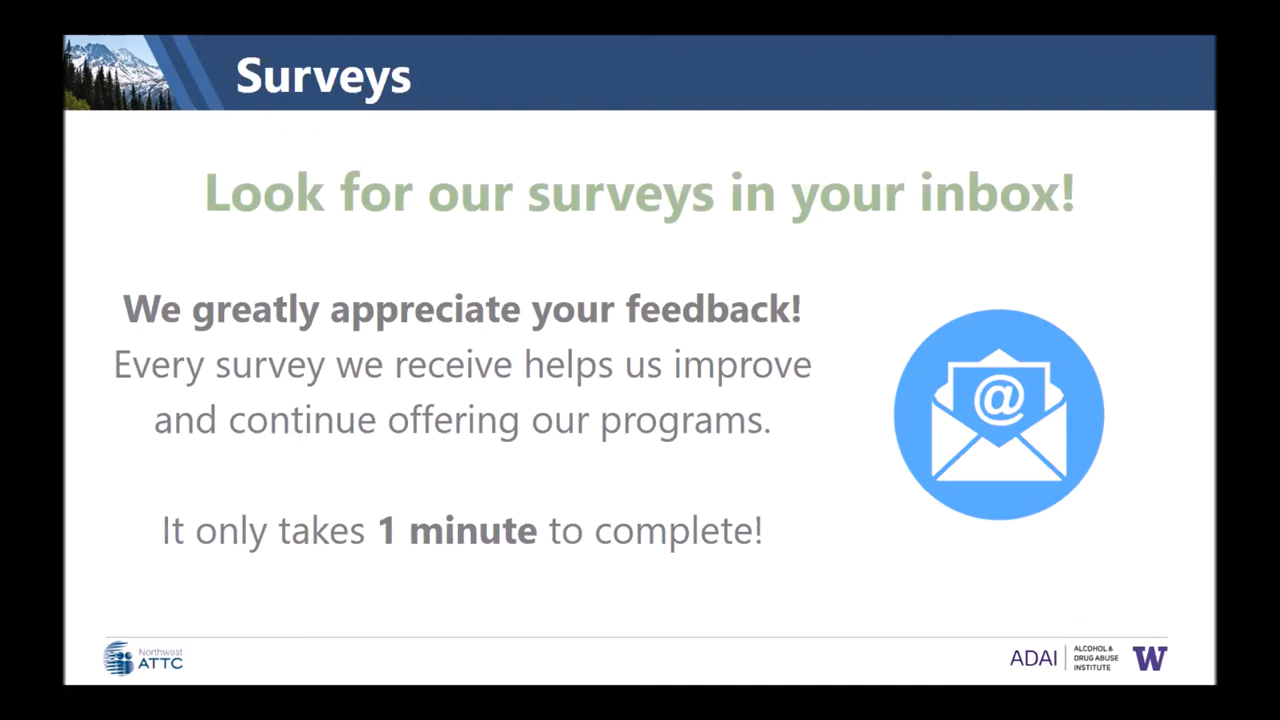 Surveys
Look for our surveys in your inbox!
We greatly appreciate your feedback!
Every survey we receive helps us improve
and continue offering our programs.
@
It only takes 1 minute to complete!
Northwest
ATTC
ADAI
ALCOHOL &
DRUG ABUSE
INSTITUTE
W